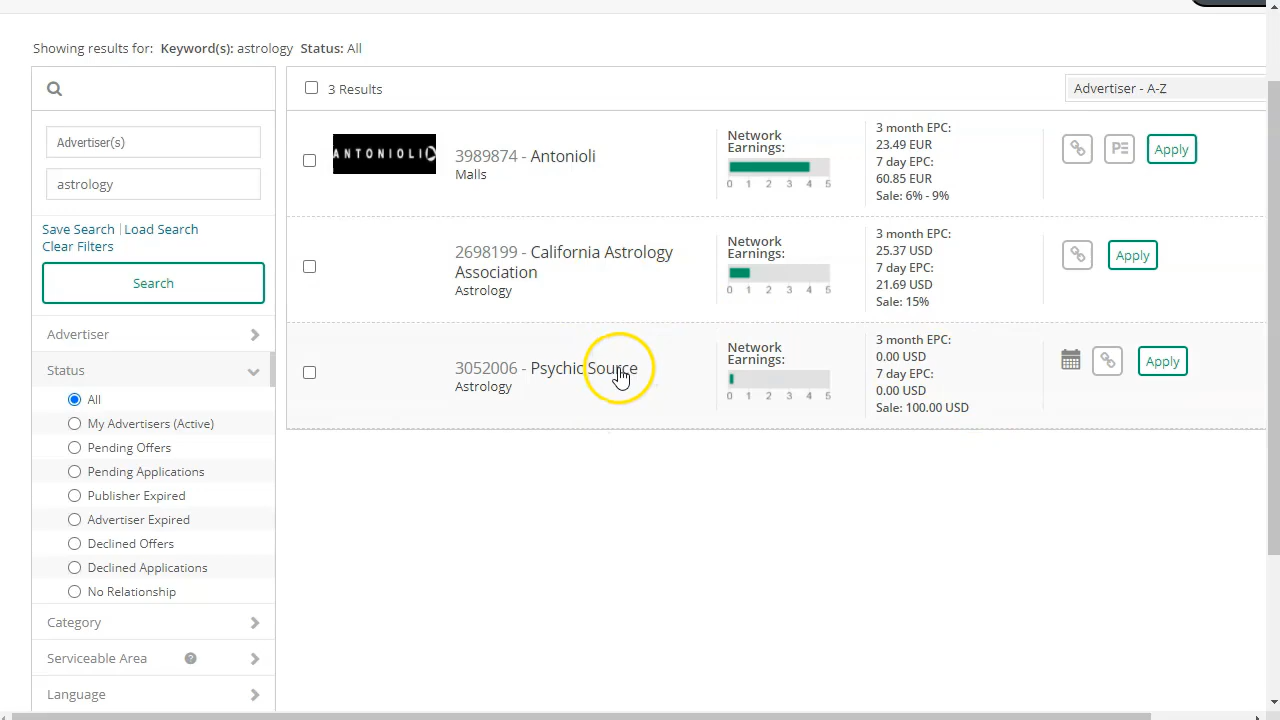 Showing results for: Keyword(s): astrology Status: All
Advertiser(s)
astrology
Save Search | Load Search
Clear Filters
Search
Advertiser
Status
All
My Advertisers (Active)
Pending Offers
Pending Applications
Publisher Expired
Advertiser Expired
Declined Offers
Declined Applications
No Relationship
Category
Serviceable Area ?
Language
3 Results
Advertiser - A-Z
ANTONIOLI
3989874 - Antonioli
Malls
Network
Earnings:
0 1 2 3 4 5
3 month EPC:
23.49 EUR
7 day EPC:
60.85 EUR
Sale: 6% - 9%
PE
Apply
2698199 - California Astrology
Association
Astrology
Network
Earnings:
0 1 2 3 4 5
3 month EPC:
25.37 USD
7 day EPC:
21.69 USD
Sale: 15%
Apply
3052006 - Psychic Source
Astrology
Network
Earnings:
0 1 2 3 4 5
3 month EPC:
0.00 USD
7 day EPC:
0.00 USD
Sale: 100.00 USD
Apply